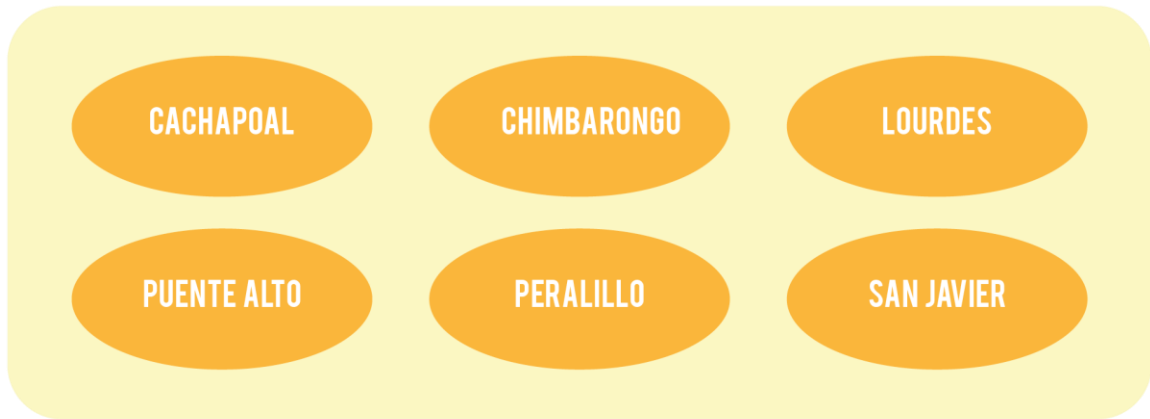 CACHAPOAL
CHIMBARONGO
LOURDES
PUENTE ALTO
PERALILLO
SAN JAVIER